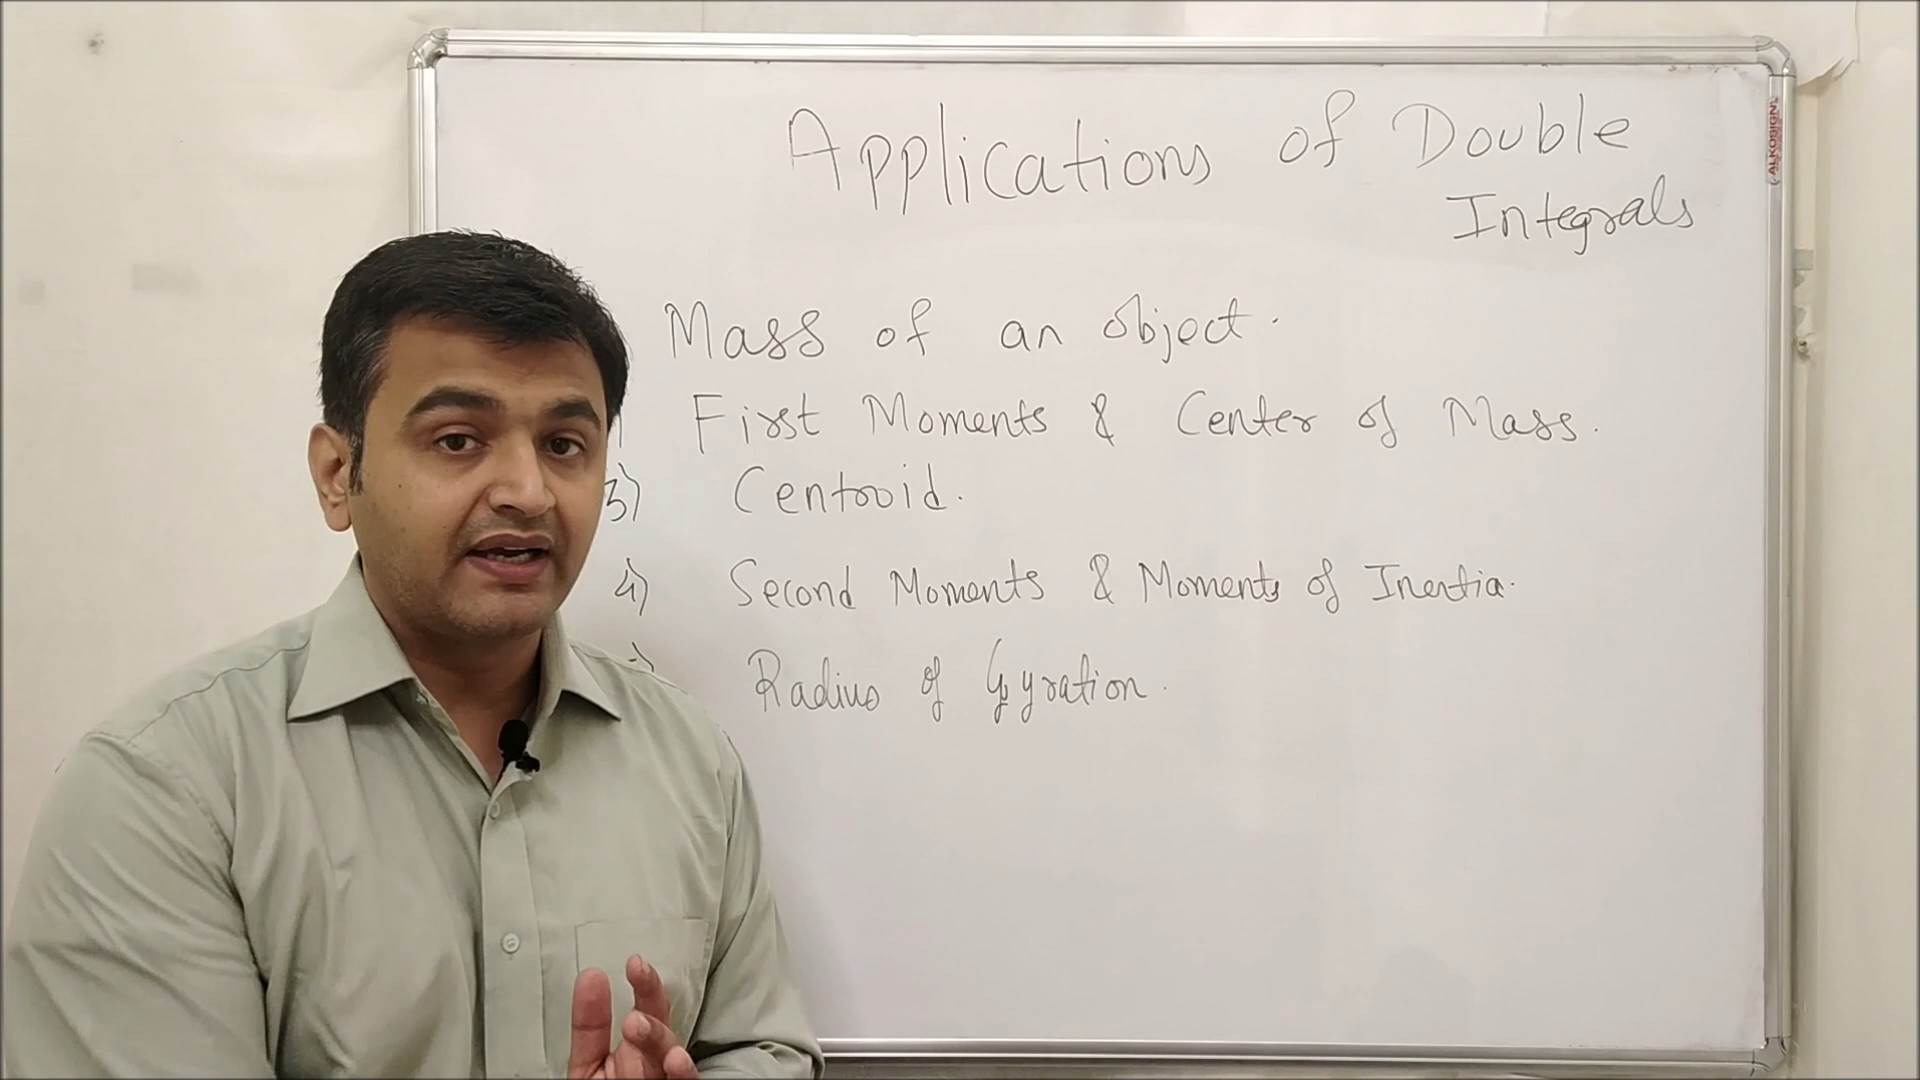 Applications of Double
Integrals
ALKOSIGN
Mass of an object.
) First Moments & Center of Mass.
3) Centroid.
4) Second Moments & Moments of Inertia.
) Radius of Gyration.